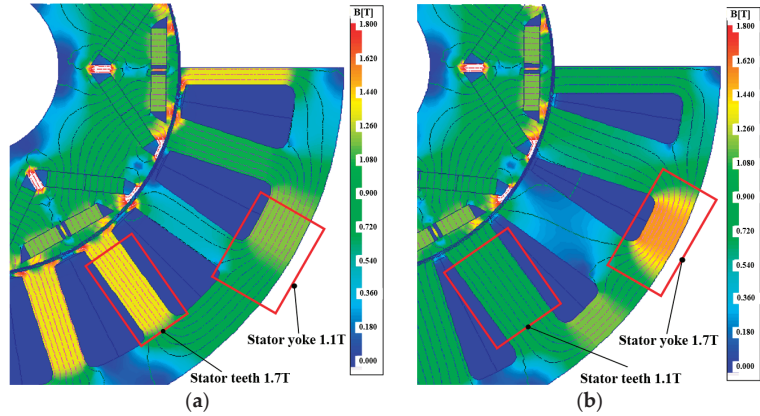 B[T]
1.800
1.620
1.440
1.260
1.080
0.900
0.720
0.540
0.360
0.180
0.000
Stator yoke 1.1T
Stator teeth 1.7T
(a)
B[T]
1.800
1.620
1.440
1.260
1.080
0.900
0.720
0.540
0.360
0.180
0.000
Stator yoke 1.7T
Stator teeth 1.1T
(b)